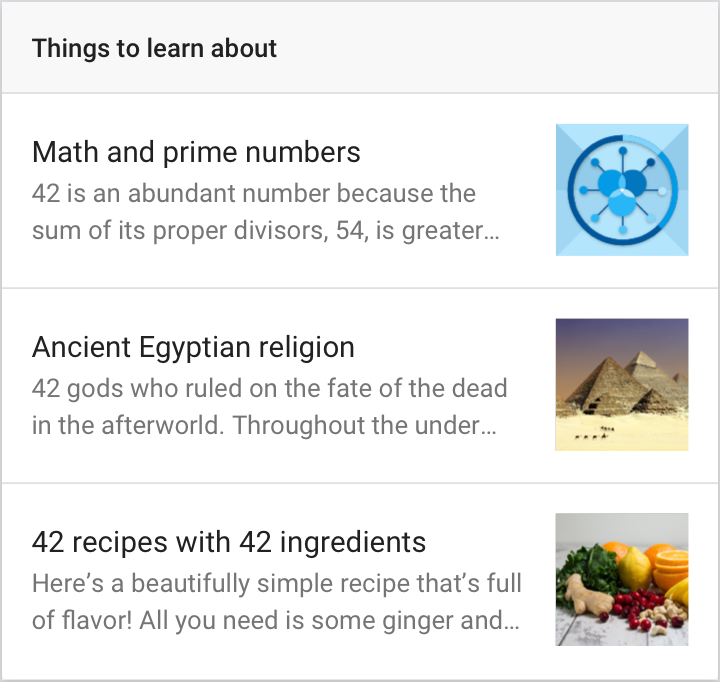 Things to learn about
Math and prime numbers
42 is an abundant number because the
sum of its proper divisors, 54, is greater…
Ancient Egyptian religion
42 gods who ruled on the fate of the dead
in the afterworld. Throughout the under…
42 recipes with 42 ingredients
Here’s a beautifully simple recipe that’s full
of flavor! All you need is some ginger and…